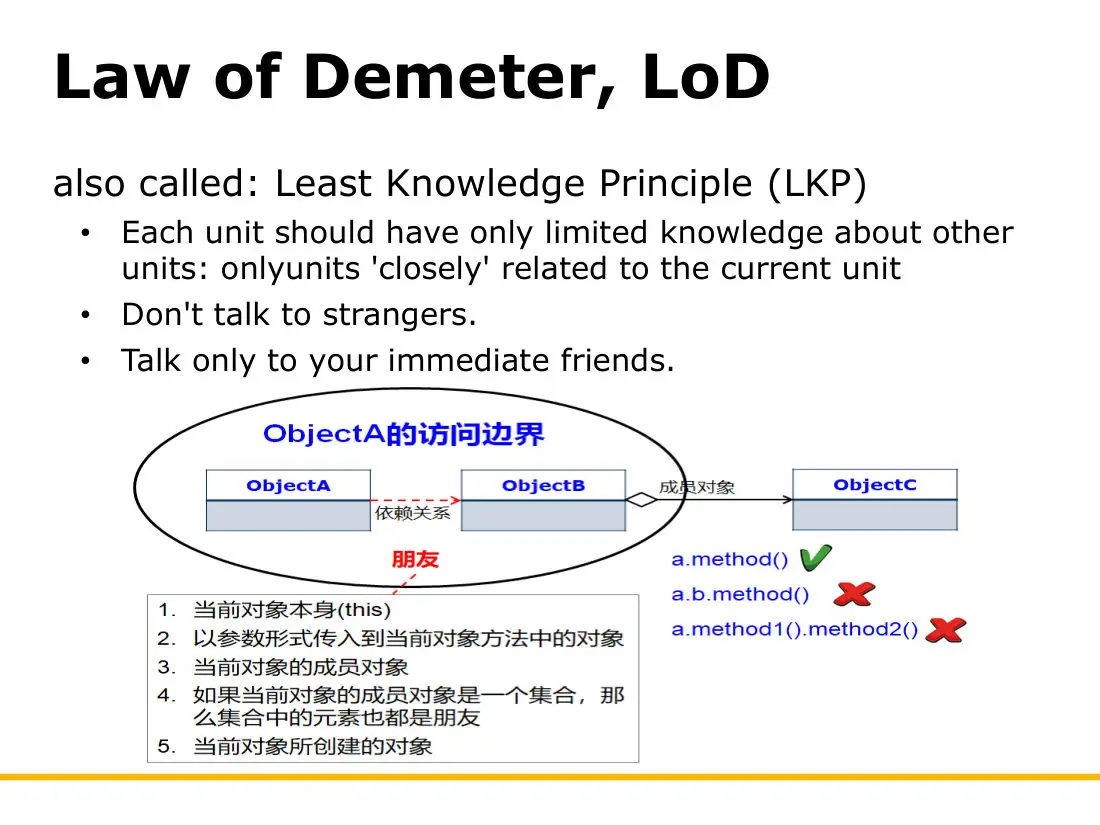 Law of Demeter, LoD
also called: Least Knowledge Principle (LKP)
• Each unit should have only limited knowledge about other
units: onlyunits 'closely' related to the current unit
• Don't talk to strangers.
• Talk only to your immediate friends.
ObjectA的访问边界
ObjectA
ObjectB
ObjectC
成员对象
依赖关系
朋友
a.method()
a.b.method()
a.method1().method2()
1. 当前对象本身(this)
2. 以参数形式传入到当前对象方法中的对象
3. 当前对象的成员对象
4. 如果当前对象的成员对象是一个集合，那
么集合中的元素也都是朋友
5. 当前对象所创建的对象